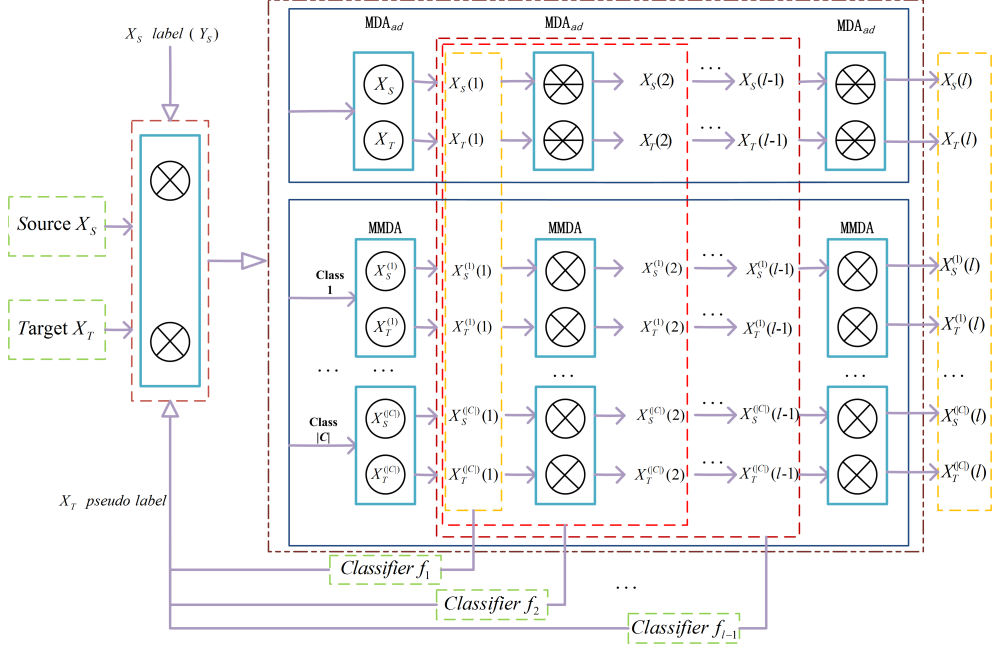 X_S label ( Y_S)
MDA_ad MDA_ad MDA_ad
X_S X_S(1) X_S(2) ··· X_S(l-1) X_S(l)
X_T X_T(1) X_T(2) ··· X_T(l-1) X_T(l)
Source X_S
Target X_T
MMDA MMDA MMDA
Class
1
X_S^(1) X_S^(1)(1) X_S^(1)(2) ··· X_S^(1)(l-1) X_S^(1)(l)
X_T^(1) X_T^(1)(1) X_T^(1)(2) ··· X_T^(1)(l-1) X_T^(1)(l)
··· ··· ··· ··· ···
Class
|C|
X_S^(|C|) X_S^(|C|)(1) X_S^(|C|)(2) ··· X_S^(|C|)(l-1) X_S^(|C|)(l)
X_T^(|C|) X_T^(|C|)(1) X_T^(|C|)(2) ··· X_T^(|C|)(l-1) X_T^(|C|)(l)
X_T pseudo label
Classifier f_1
Classifier f_2
···
Classifier f_l-1